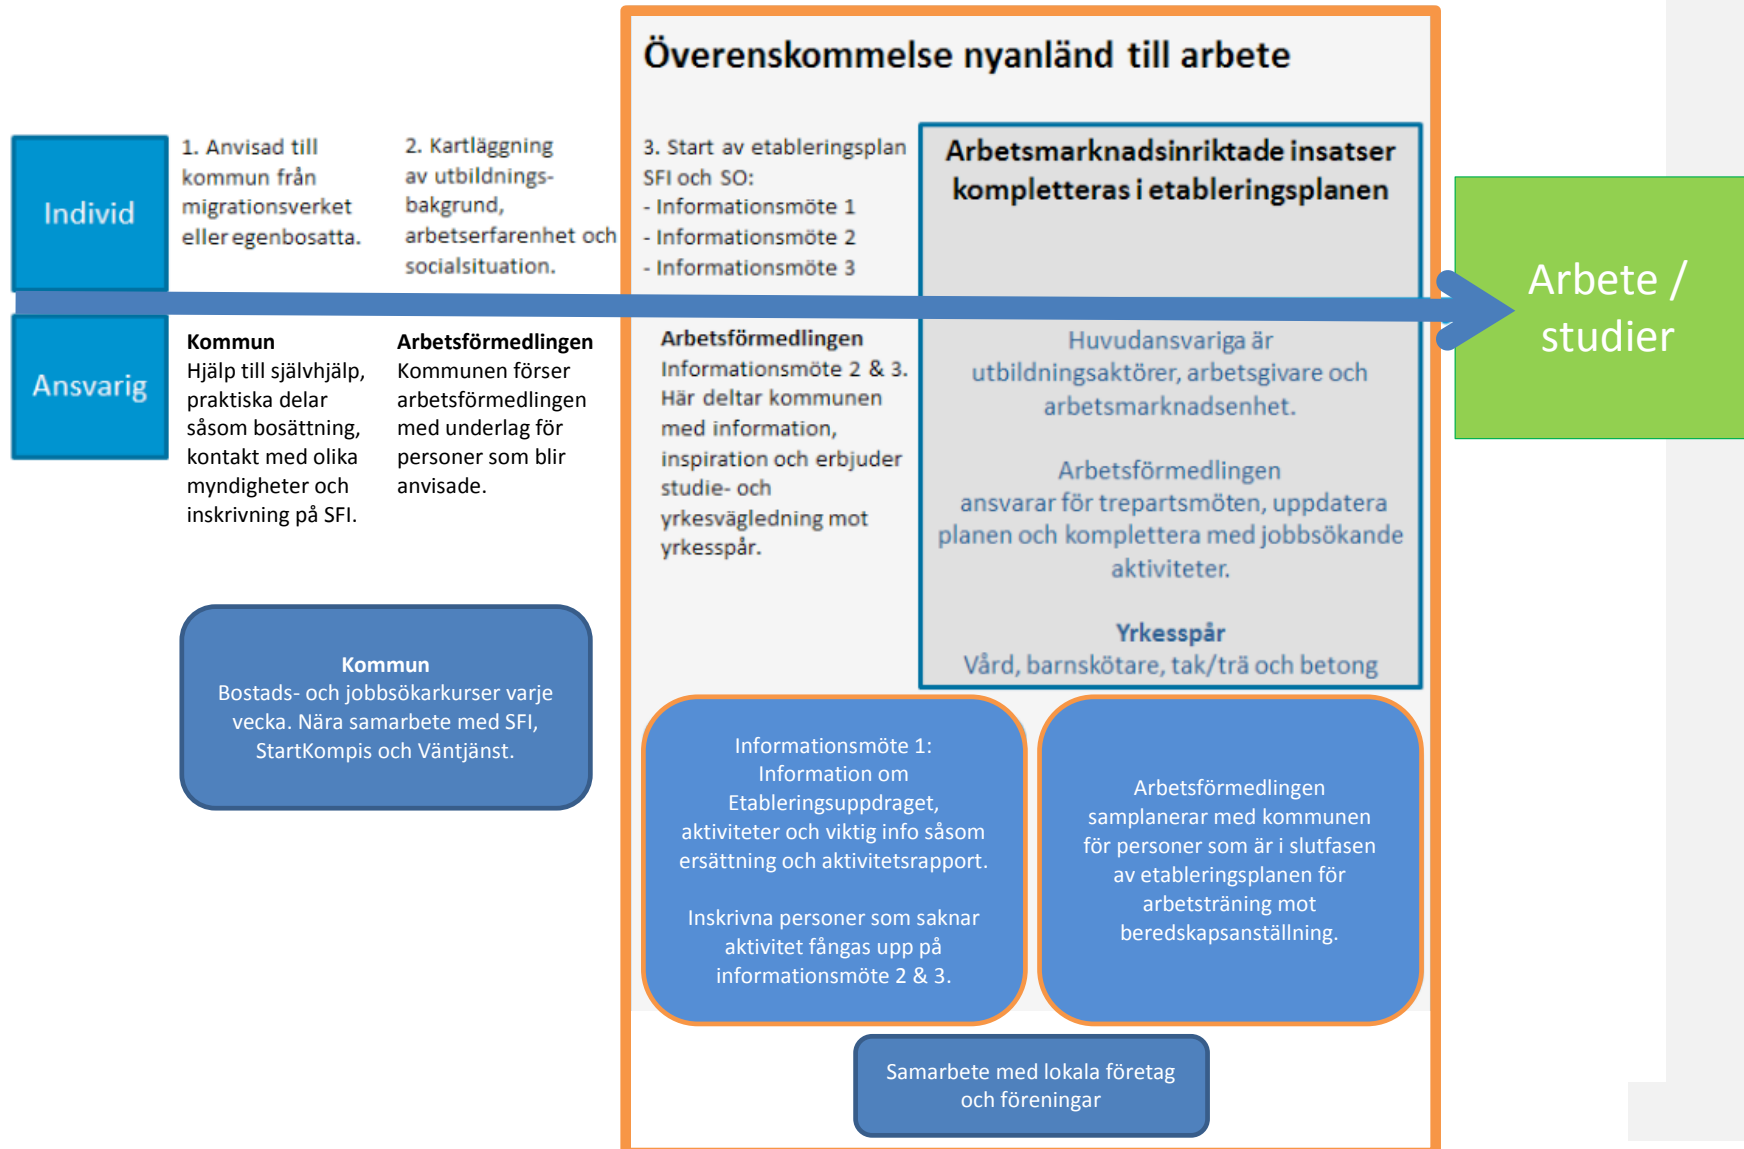 Överenskommelse nyanländ till arbete
Individ
1. Anvisad till
kommun från
migrationsverket
eller egenbosatta.
2. Kartläggning
av utbildnings-
bakgrund,
arbetserfarenhet och
socialsituation.
3. Start av etableringsplan
SFI och SO:
- Informationsmöte 1
- Informationsmöte 2
- Informationsmöte 3
Arbetsmarknadsinriktade insatser
kompletteras i etableringsplanen
Arbete /
studier
Ansvarig
Kommun
Hjälp till självhjälp,
praktiska delar
såsom bosättning,
kontakt med olika
myndigheter och
inskrivning på SFI.
Arbetsförmedlingen
Kommunen förser
arbetsförmedlingen
med underlag för
personer som blir
anvisade.
Arbetsförmedlingen
Informationsmöte 2 & 3.
Här deltar kommunen
med information,
inspiration och erbjuder
studie- och
yrkesvägledning mot
yrkesspår.
Huvudansvariga är
utbildningsaktörer, arbetsgivare och
arbetsmarknadsenhet.
Arbetsförmedlingen
ansvarar för trepartsmöten, uppdatera
planen och komplettera med jobbsökande
aktiviteter.
Yrkesspår
Vård, barnskötare, tak/trä och betong
Kommun
Bostads- och jobbsökarkurser varje
vecka. Nära samarbete med SFI,
StartKompis och Väntjänst.
Informationsmöte 1:
Information om
Etableringsuppdraget,
aktiviteter och viktig info såsom
ersättning och aktivitetsrapport.
Inskrivna personer som saknar
aktivitet fångas upp på
informationsmöte 2 & 3.
Arbetsförmedlingen
samplanerar med kommunen
för personer som är i slutfasen
av etableringsplanen för
arbetsträning mot
beredskapsanställning.
Samarbete med lokala företag
och föreningar